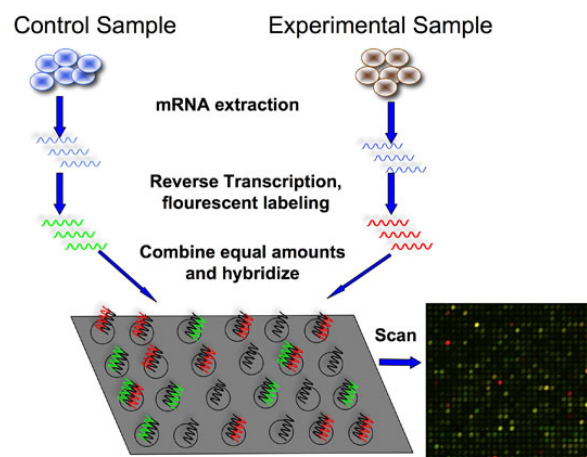 Control Sample
Experimental Sample
mRNA extraction
Reverse Transcription,
flourescent labeling
Combine equal amounts
and hybridize
Scan